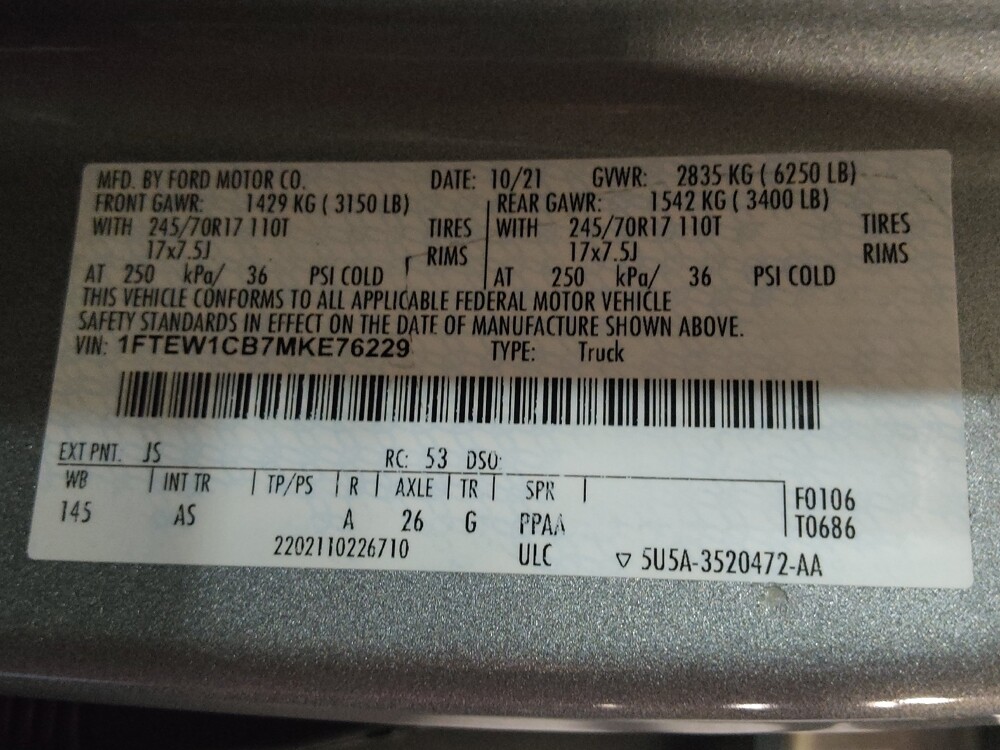 MFD. BY FORD MOTOR CO. DATE: 10/21 GVWR: 2835 KG ( 6250 LB)
FRONT GAWR: 1429 KG ( 3150 LB) REAR GAWR: 1542 KG ( 3400 LB)
WITH 245/70R17 110T TIRES WITH 245/70R17 110T TIRES
17x7.5J RIMS 17x7.5J RIMS
AT 250 kPa/ 36 PSI COLD AT 250 kPa/ 36 PSI COLD
THIS VEHICLE CONFORMS TO ALL APPLICABLE FEDERAL MOTOR VEHICLE
SAFETY STANDARDS IN EFFECT ON THE DATE OF MANUFACTURE SHOWN ABOVE.
VIN: 1FTEW1CB7MKE76229 TYPE: Truck
EXT PNT. JS RC: 53 DSO:
WB INT TR TP/PS R AXLE TR SPR F0106
145 AS A 26 G PPAA T0686
2202110226710 ULC ▽ 5U5A-3520472-AA